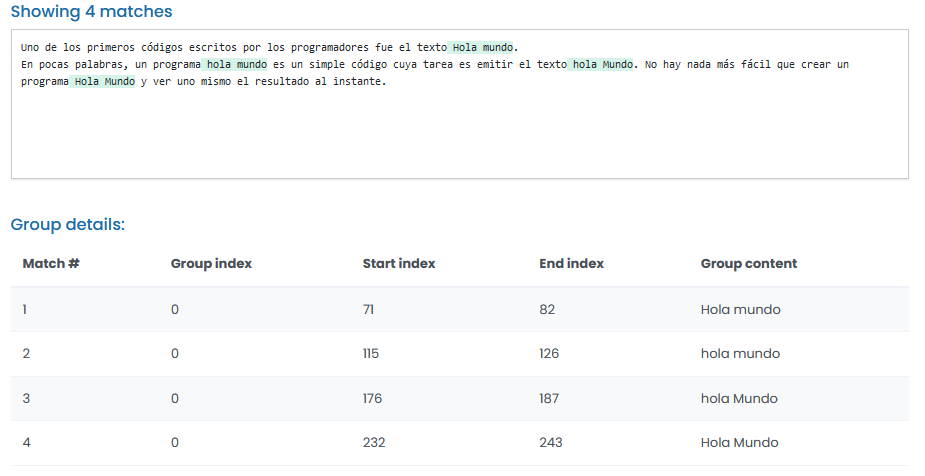 Showing 4 matches
Uno de los primeros códigos escritos por los programadores fue el texto Hola mundo.
En pocas palabras, un programa hola mundo es un simple código cuya tarea es emitir el texto hola Mundo. No hay nada más fácil que crear un
programa Hola Mundo y ver uno mismo el resultado al instante.
Group details:
Match # Group index Start index End index Group content
1 0 71 82 Hola mundo
2 0 115 126 hola mundo
3 0 176 187 hola Mundo
4 0 232 243 Hola Mundo